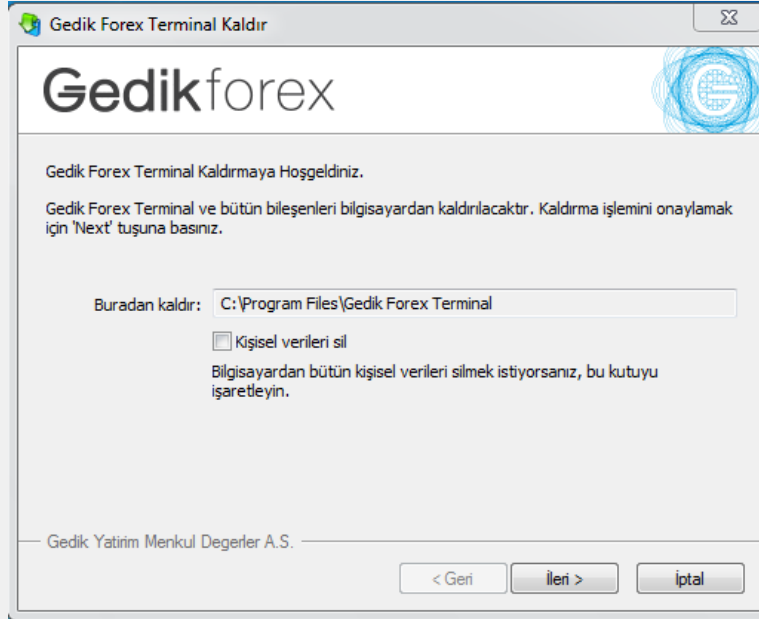 Gedik Forex Terminal Kaldır
Gedikforex
G
Gedik Forex Terminal Kaldırmaya Hoşgeldiniz.
Gedik Forex Terminal ve bütün bileşenleri bilgisayardan kaldırılacaktır. Kaldırma işlemini onaylamak
için 'Next' tuşuna basınız.
Buradan kaldır: C:\Program Files\Gedik Forex Terminal
Kişisel verileri sil
Bilgisayardan bütün kişisel verileri silmek istiyorsanız, bu kutuyu
işaretleyin.
Gedik Yatirim Menkul Degerler A.S.
< Geri İleri > İptal